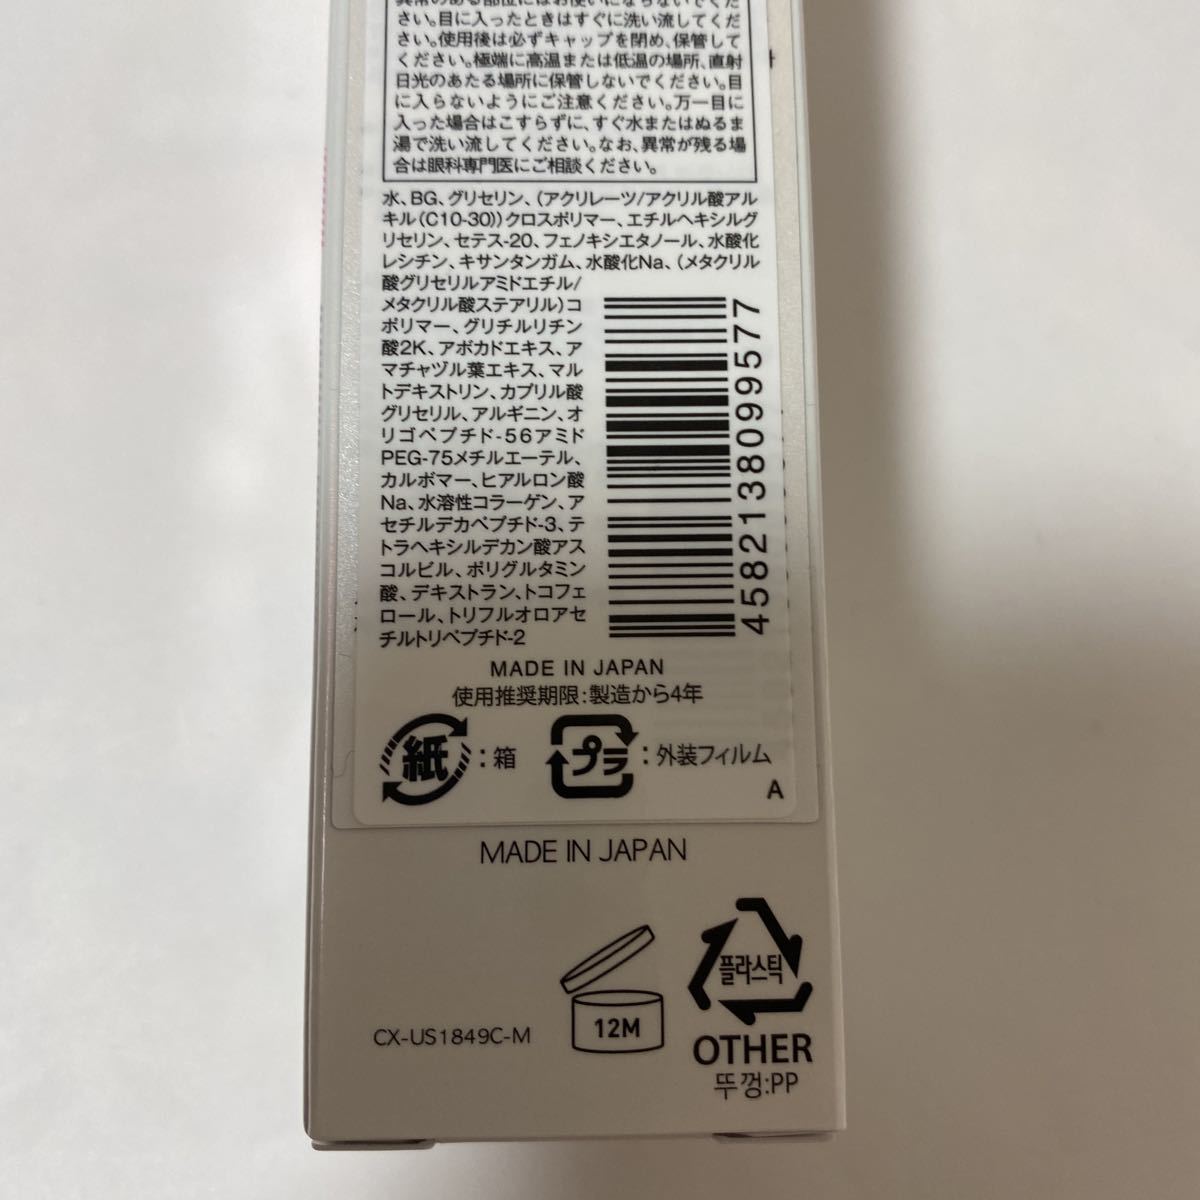 異常のある部位にはお使いにならないでくだ
さい。目に入ったときはすぐに洗い流してくだ
さい。使用後は必ずキャップを閉め、保管して
ください。極端に高温または低温の場所、直射
日光のあたる場所に保管しないでください。目
に入らないようにご注意ください。万一目に
入った場合はこすらずに、すぐ水またはぬるま
湯で洗い流してください。なお、異常が残る場
合は眼科専門医にご相談ください。
水、BG、グリセリン、(アクリレーツ/アクリル酸アル
キル(C10-30))クロスポリマー、エチルヘキシルグ
リセリン、セテス-20、フェノキシエタノール、水酸化
レシチン、キサンタンガム、水酸化Na、(メタクリル
酸グリセリルアミドエチル/
メタクリル酸ステアリル)コ
ポリマー、グリチルリチン
酸2K、アボカドエキス、ア
マチャヅル葉エキス、マル
トデキストリン、カプリル酸
グリセリル、アルギニン、オ
リゴペプチド-56アミド
PEG-75メチルエーテル、
カルボマー、ヒアルロン酸
Na、水溶性コラーゲン、ア
セチルデカペプチド-3、テ
トラヘキシルデカン酸アス
コルビル、ポリグルタミン
酸、デキストラン、トコフェ
ロール、トリフルオロアセ
チルトリペプチド-2
4582138099577
MADE IN JAPAN
使用推奨期限:製造から4年
紙:箱
プラ:外装フィルム
A
MADE IN JAPAN
플라스틱
12M
CX-US1849C-M
OTHER
뚜껑:PP